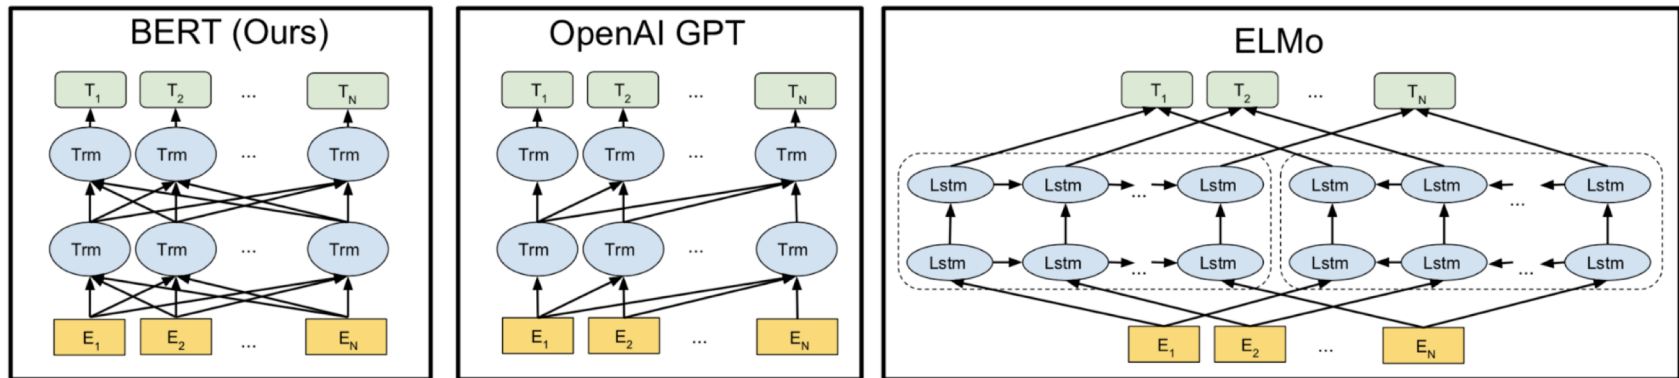 BERT (Ours)
T1 T2 ... TN
Trm Trm ... Trm
Trm Trm ... Trm
E1 E2 ... EN
OpenAI GPT
T1 T2 ... TN
Trm Trm ... Trm
Trm Trm ... Trm
E1 E2 ... EN
ELMo
T1 T2 ... TN
Lstm Lstm ... Lstm Lstm Lstm ... Lstm
Lstm Lstm ... Lstm Lstm Lstm ... Lstm
E1 E2 ... EN